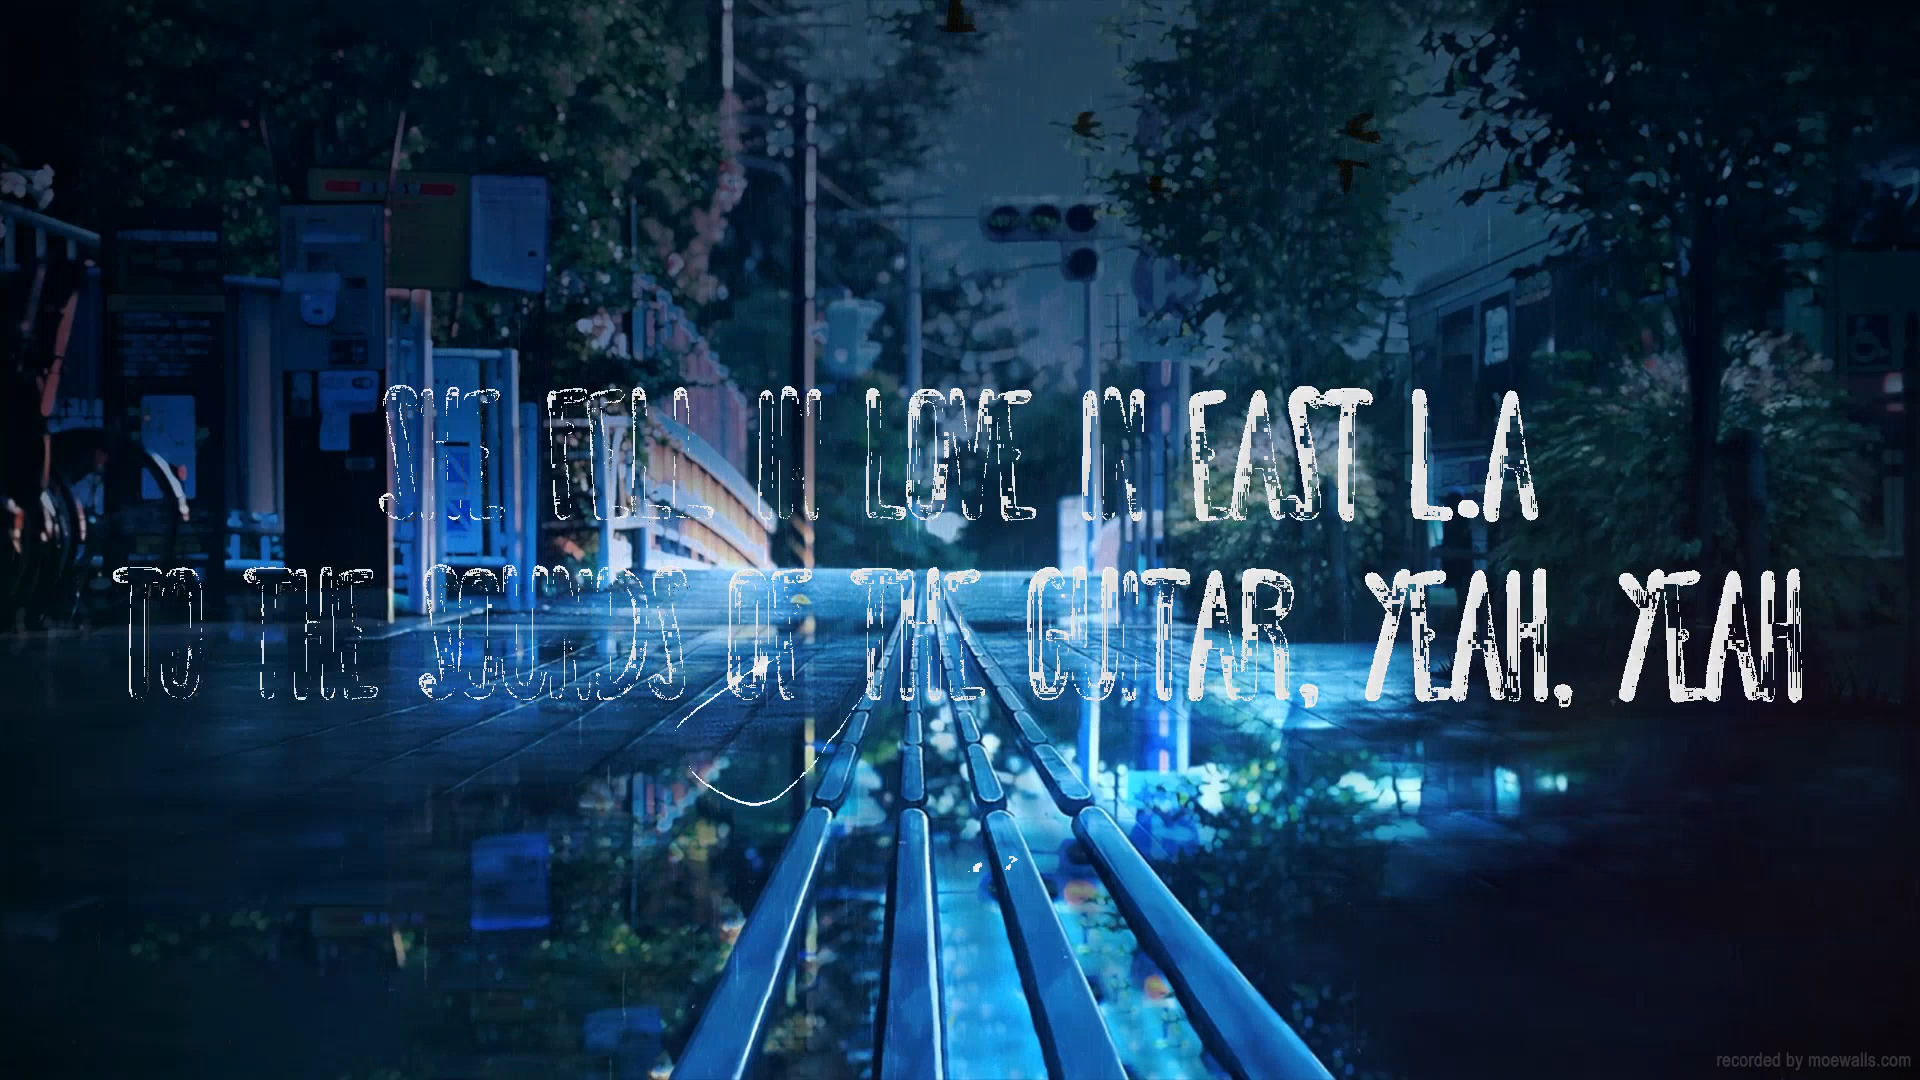 SHE FELL IN LOVE IN EAST L.A
TO THE SOUNDS OF THE GUITAR, YEAH, YEAH
recorded by moewalls.com